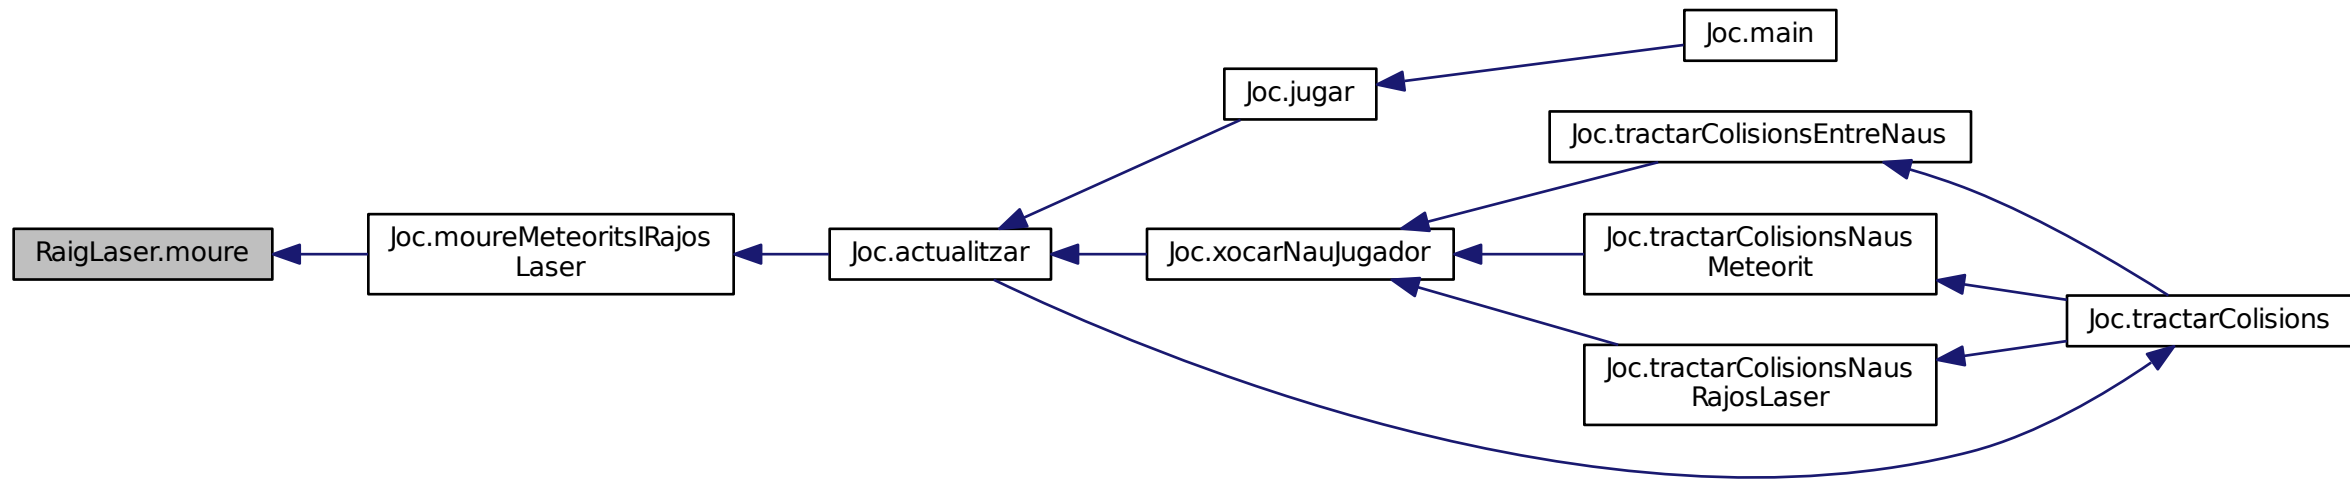 RaigLaser.moure
Joc.moureMeteoritsIRajos
Laser
Joc.actualitzar
Joc.jugar
Joc.main
Joc.xocarNauJugador
Joc.tractarColisionsEntreNaus
Joc.tractarColisionsNaus
Meteorit
Joc.tractarColisionsNaus
RajosLaser
Joc.tractarColisions